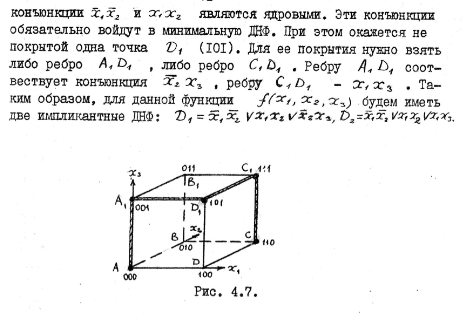 конъюнкции x̄₁x̄₂ и x₁x₂ являются ядровыми. Эти конъюнкции
обязательно войдут в минимальную ДНФ. При этом окажется не
покрытой одна точка D₁ (IOI). Для ее покрытия нужно взять
либо ребро A₁D₁ , либо ребро C₁D₁ . Ребру A₁D₁ соот-
вествует конъюнкция x̄₂x₃ , ребру C₁D₁ - x₁x₃ . Та-
ким образом, для данной функции f(x₁, x₂, x₃) будем иметь
две импликантные ДНФ: D₁ = x̄₁x̄₂ ∨ x₁x₂ ∨ x̄₂x₃, D₂ = x̄₁x̄₂ ∨ x₁x₂ ∨ x₁x₃.
x₃ 011 C₁ 111
B₁
A₁ 001 D₁ 101
x₂
B 010 C 110
A 000 D 100 x₁
Рис. 4.7.